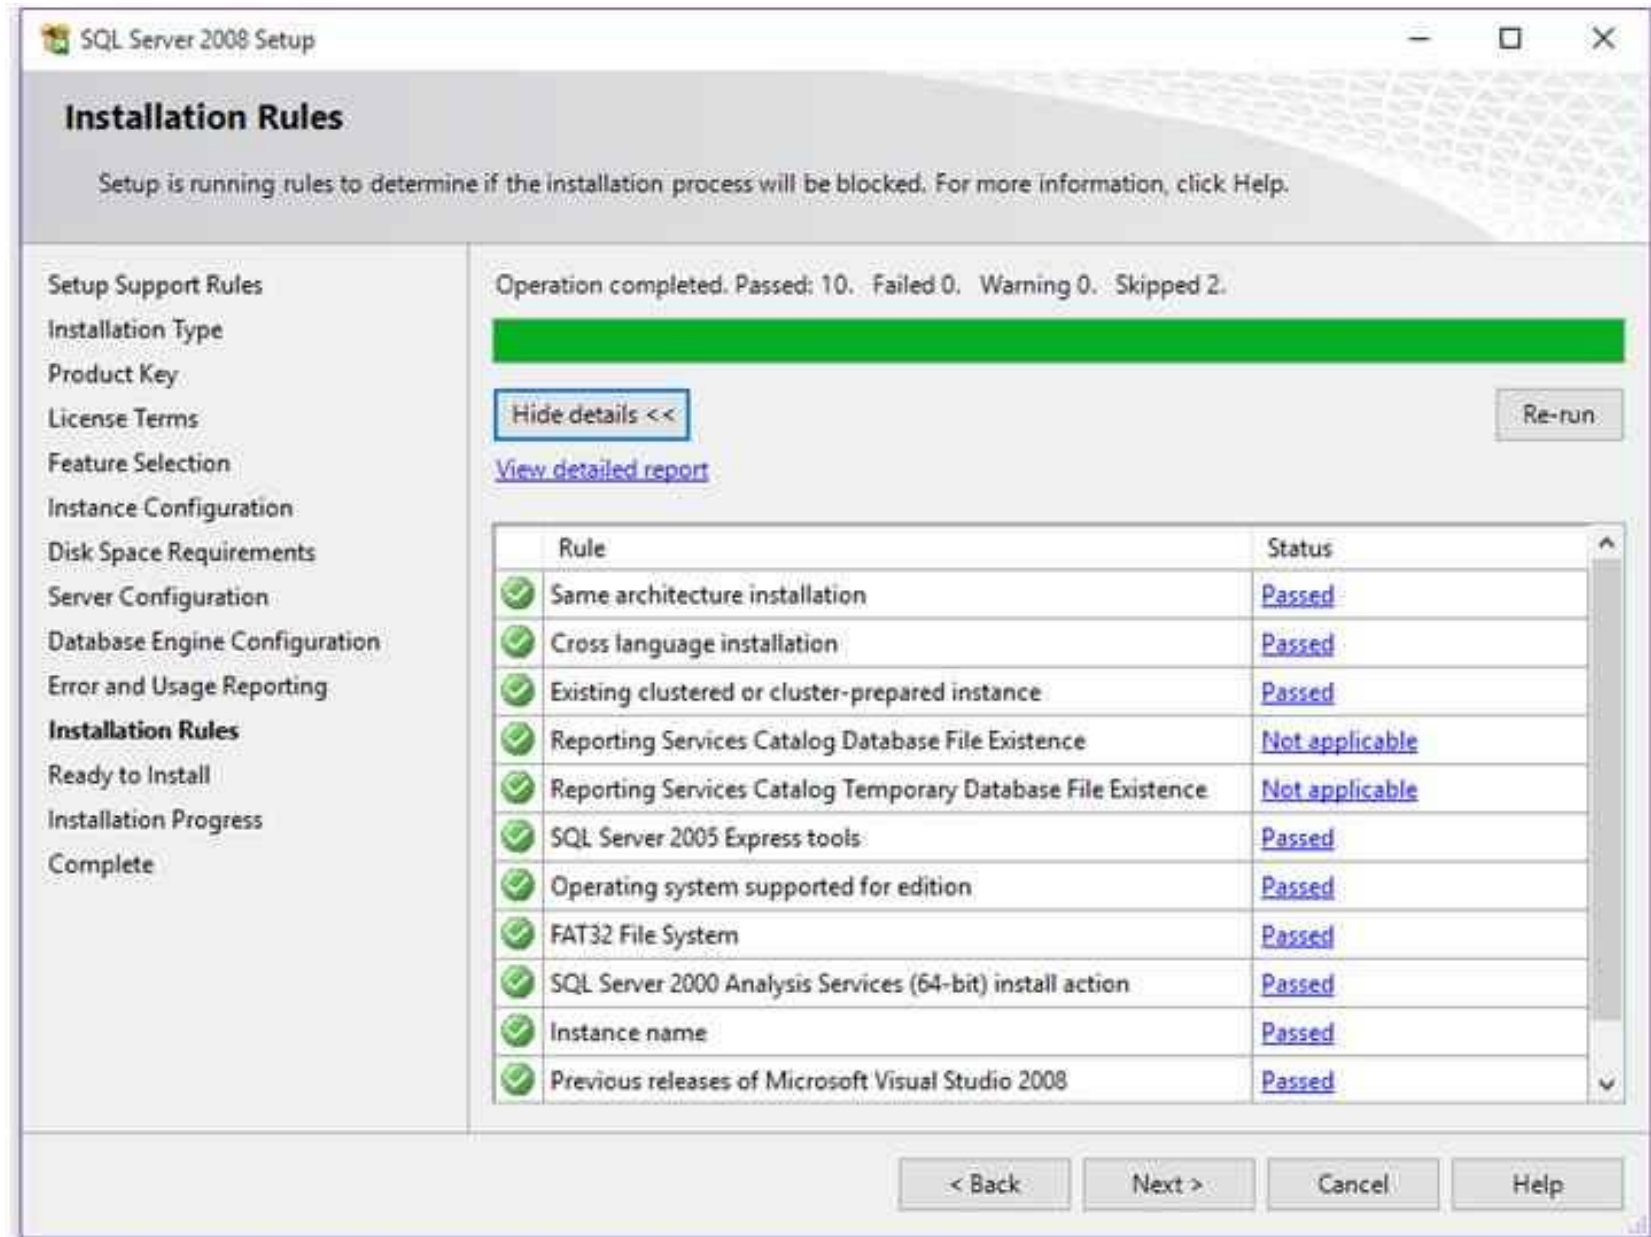 SQL Server 2008 Setup
Installation Rules
Setup is running rules to determine if the installation process will be blocked. For more information, click Help.
Setup Support Rules
Installation Type
Product Key
License Terms
Feature Selection
Instance Configuration
Disk Space Requirements
Server Configuration
Database Engine Configuration
Error and Usage Reporting
Installation Rules
Ready to Install
Installation Progress
Complete
Operation completed. Passed: 10. Failed 0. Warning 0. Skipped 2.
Hide details <<
Re-run
View detailed report
Rule Status
Same architecture installation Passed
Cross language installation Passed
Existing clustered or cluster-prepared instance Passed
Reporting Services Catalog Database File Existence Not applicable
Reporting Services Catalog Temporary Database File Existence Not applicable
SQL Server 2005 Express tools Passed
Operating system supported for edition Passed
FAT32 File System Passed
SQL Server 2000 Analysis Services (64-bit) install action Passed
Instance name Passed
Previous releases of Microsoft Visual Studio 2008 Passed
< Back Next > Cancel Help